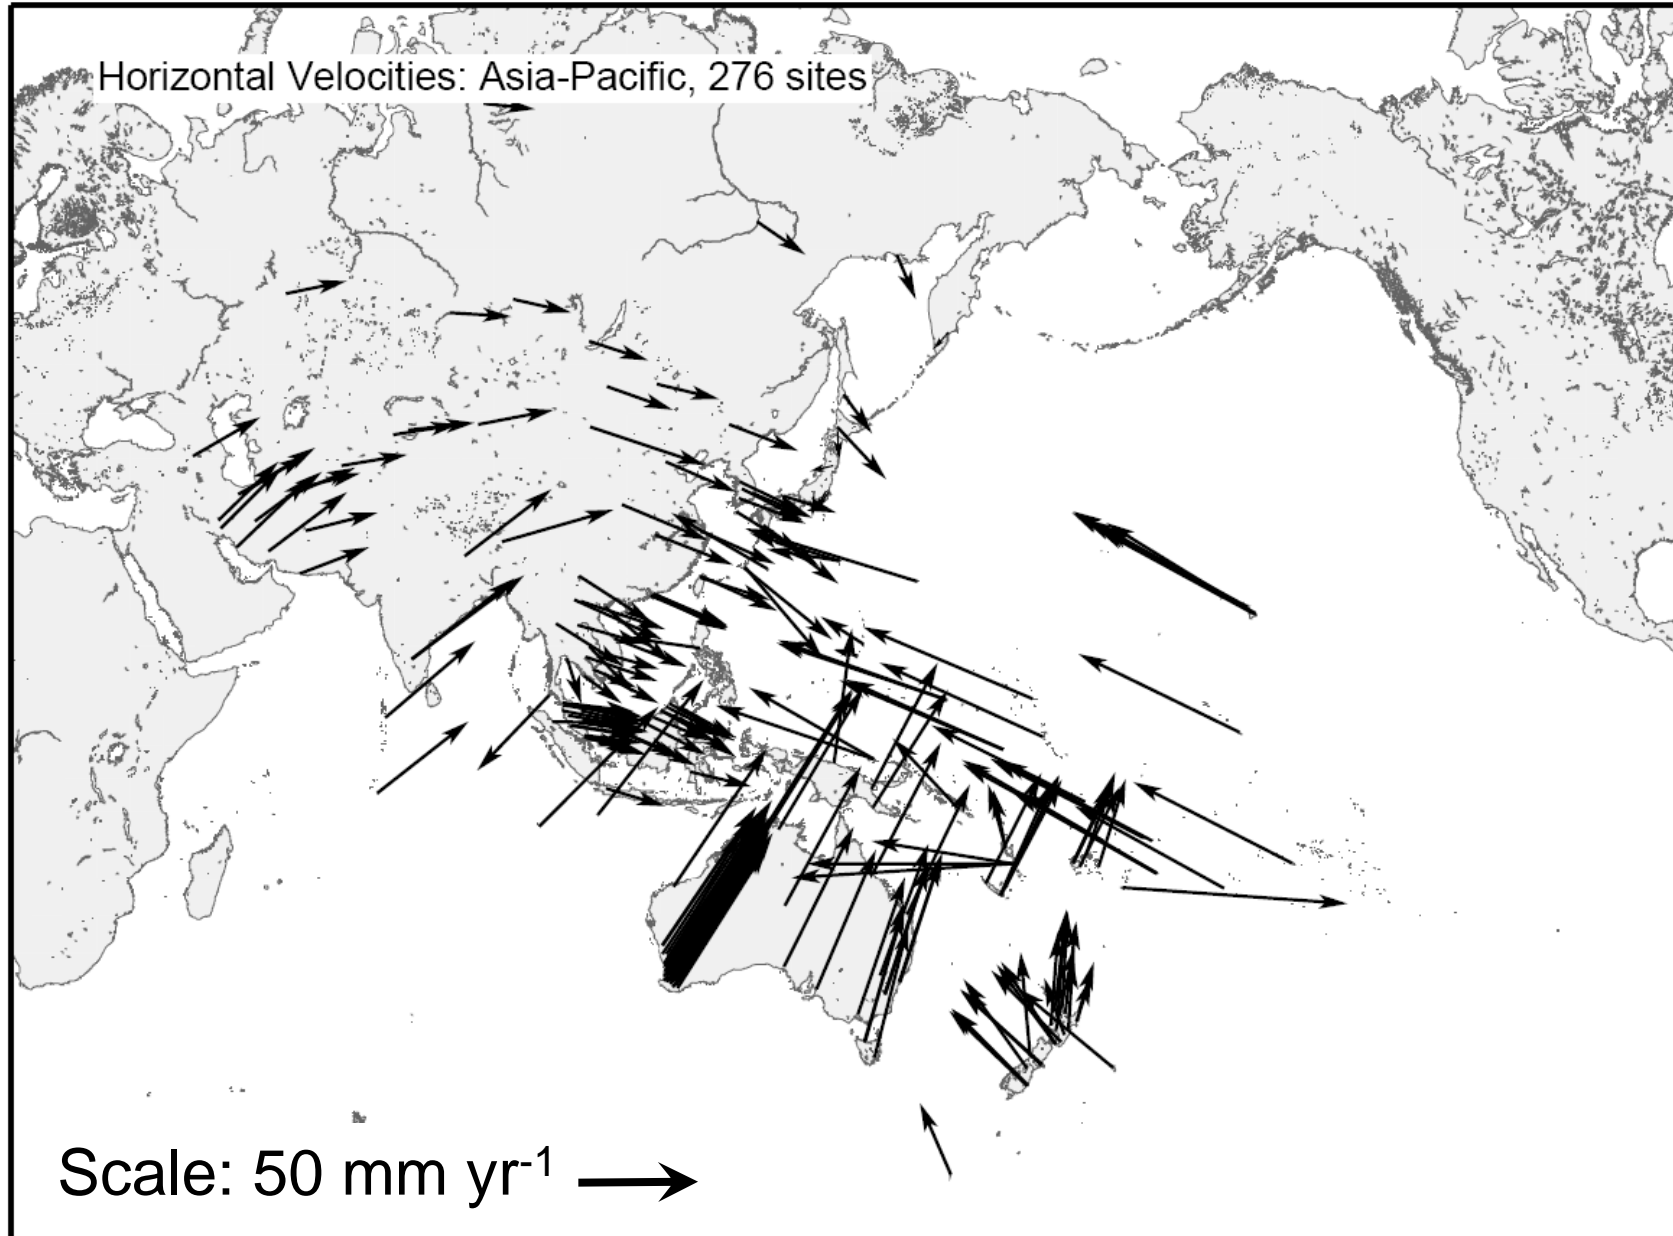 Horizontal Velocities: Asia-Pacific, 276 sites
Scale: 50 mm yr⁻¹